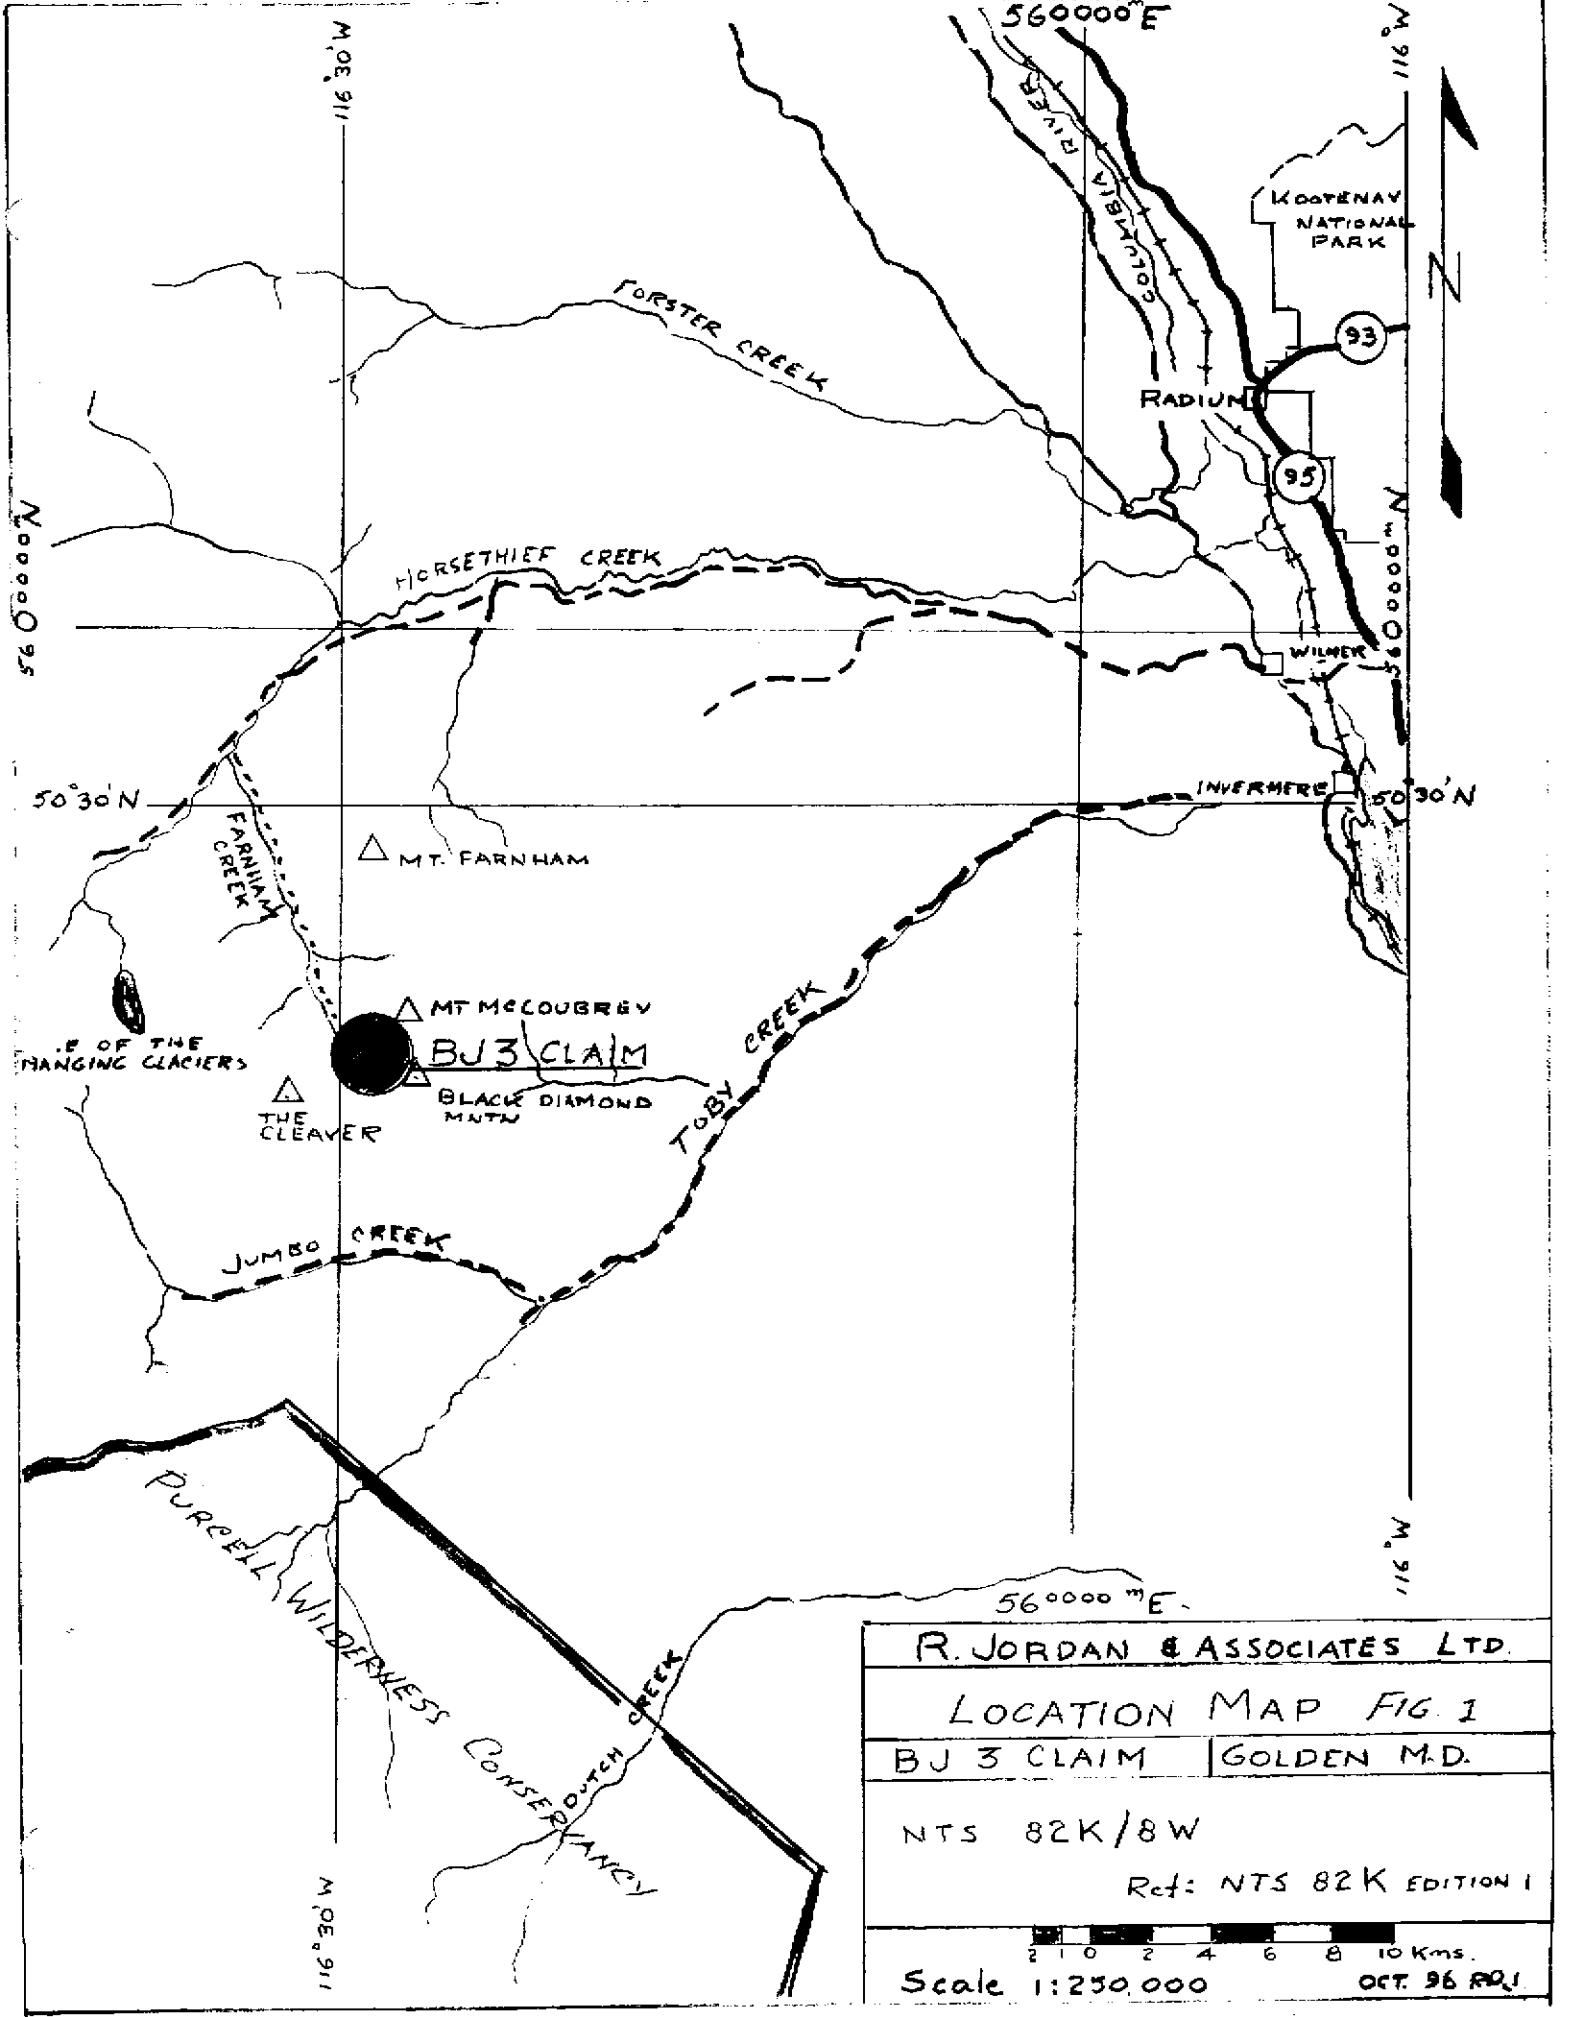 560000ᵐE
116°30'W
116°W
COLUMBIA RIVER
KOOTENAY
NATIONAL
PARK
N
FORSTER CREEK
93
RADIUM
95
5600000ᵐN
5600000ᵐN
HORSETHIEF CREEK
WILMER
50°30'N
INVERMERE
50°30'N
FARNHAM
CREEK
MT. FARNHAM
MT MCCOUBREY
BJ 3 CLAIM
.E OF THE
HANGING GLACIERS
BLACK DIAMOND
MNTN
THE
CLEAVER
TOBY CREEK
JUMBO CREEK
PURCELL WILDERNESS CONSERVANCY
DUTCH CREEK
116°30'W
116°W
560000ᵐE.
R. JORDAN & ASSOCIATES LTD.
LOCATION MAP FIG. 1
BJ 3 CLAIM GOLDEN M.D.
NTS 82K/8W
Ref: NTS 82K EDITION 1
2 1 0 2 4 6 8 10 Kms.
Scale 1:250,000
OCT. 96